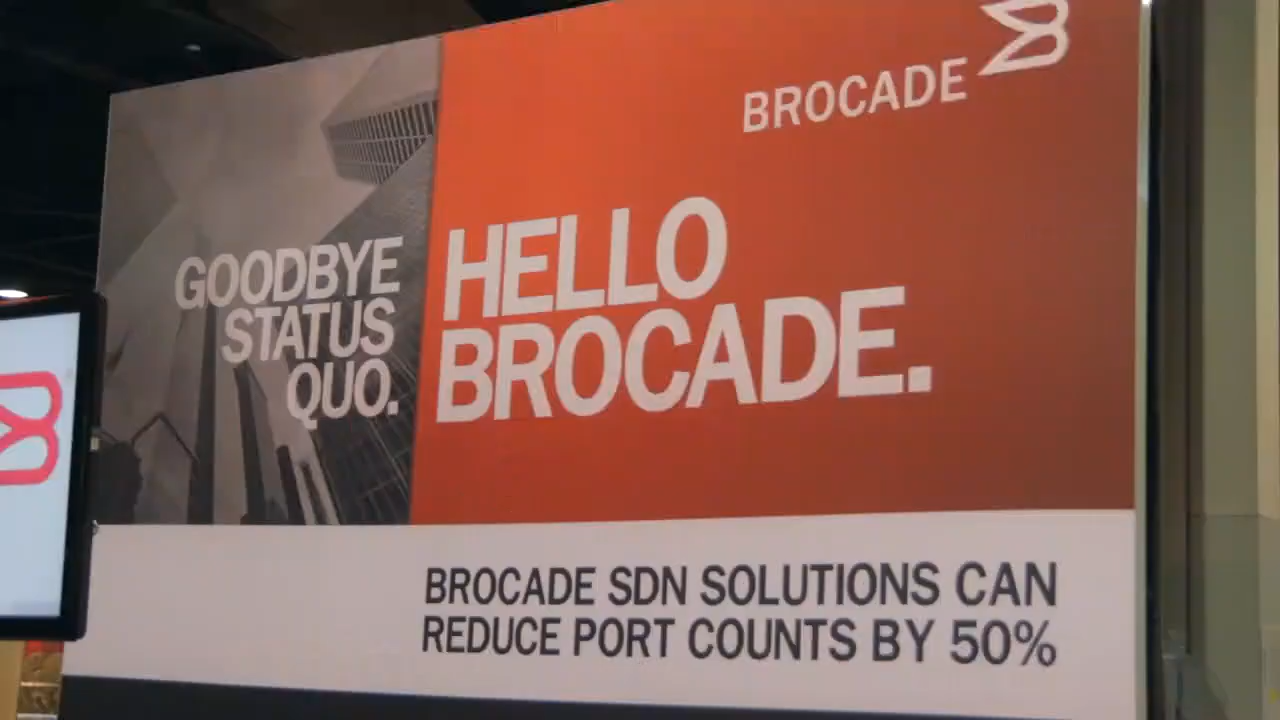 BROCADE
GOODBYE
STATUS
QUO.
HELLO
BROCADE.
BROCADE SDN SOLUTIONS CAN
REDUCE PORT COUNTS BY 50%